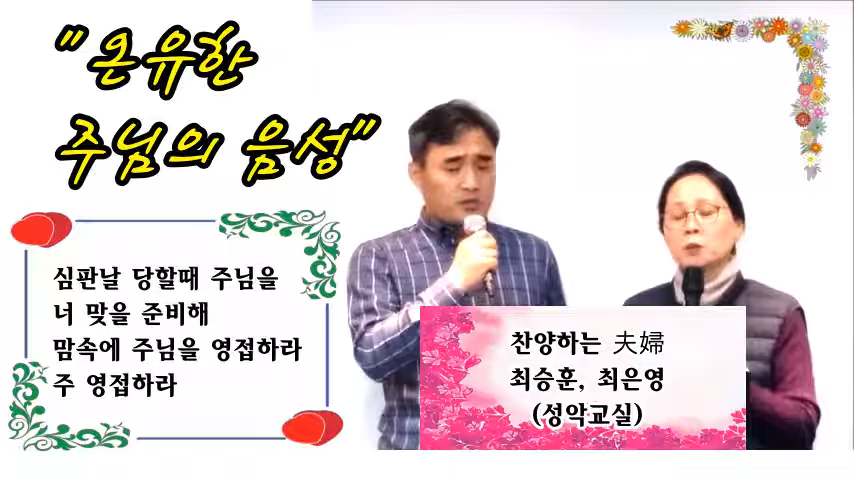 "온유한
주님의 음성"
심판날 당할때 주님을
너 맞을 준비해
맘속에 주님을 영접하라
주 영접하라
찬양하는 夫婦
최승훈, 최은영
(성악교실)